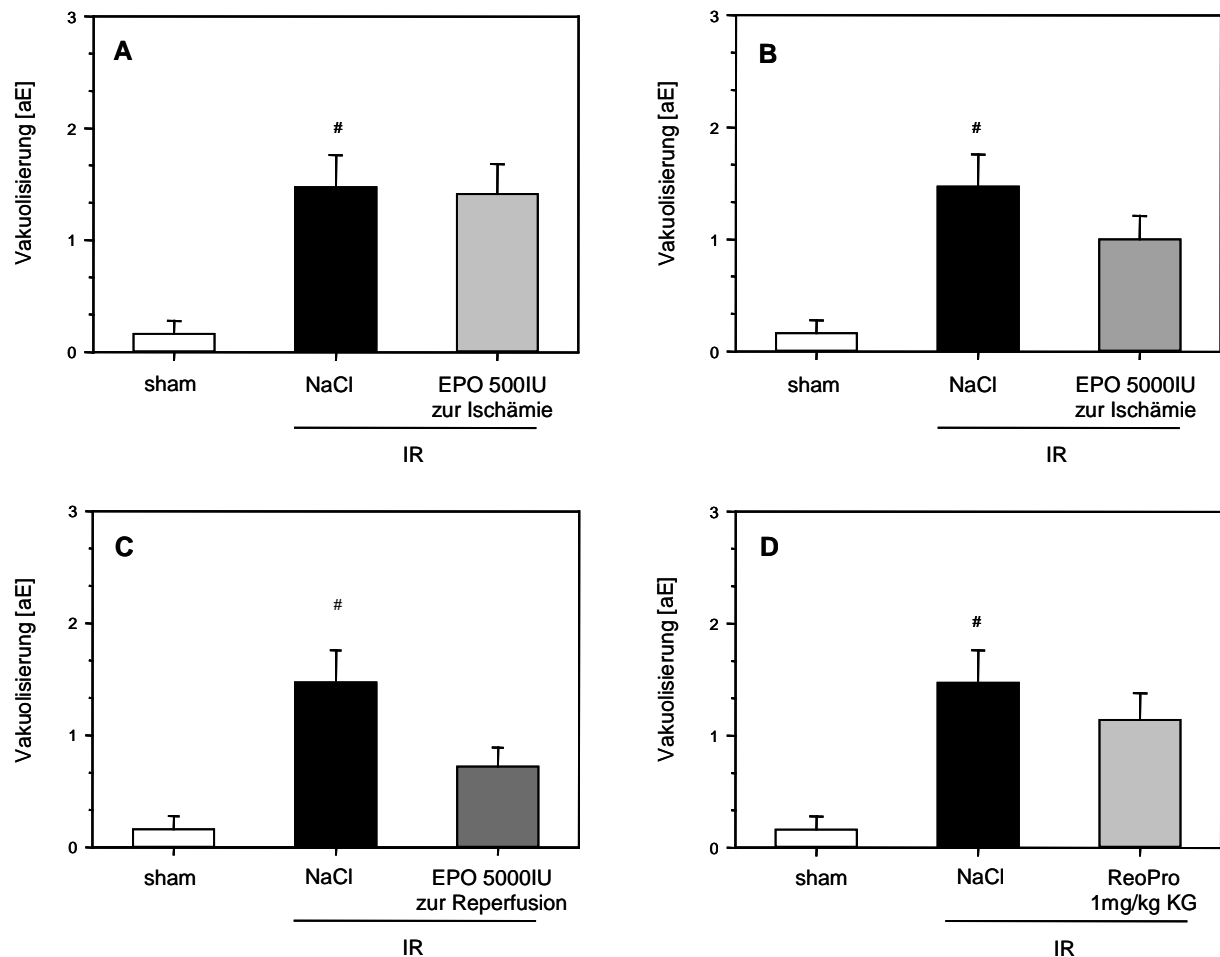 A
Vakuolisierung [aE]
3
2
1
0
#
sham
NaCl
EPO 500IU
zur Ischämie
IR
B
Vakuolisierung [aE]
3
2
1
0
#
sham
NaCl
EPO 5000IU
zur Ischämie
IR
C
Vakuolisierung [aE]
3
2
1
0
#
sham
NaCl
EPO 5000IU
zur Reperfusion
IR
D
Vakuolisierung [aE]
3
2
1
0
#
sham
NaCl
ReoPro
1mg/kg KG
IR